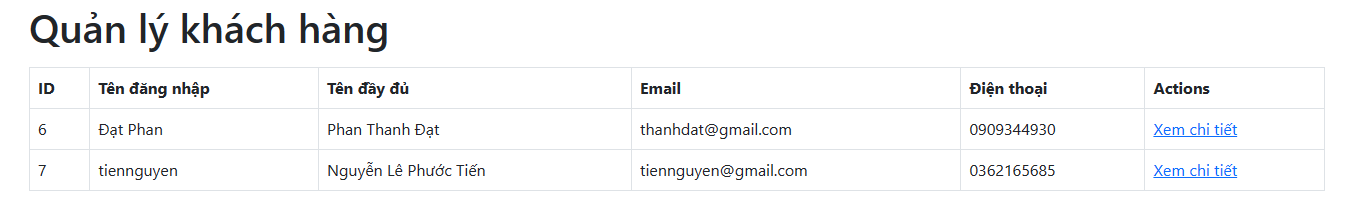 Quản lý khách hàng
ID Tên đăng nhập Tên đầy đủ Email Điện thoại Actions
6 Đạt Phan Phan Thanh Đạt thanhdat@gmail.com 0909344930 Xem chi tiết
7 tiennguyen Nguyễn Lê Phước Tiến tiennguyen@gmail.com 0362165685 Xem chi tiết